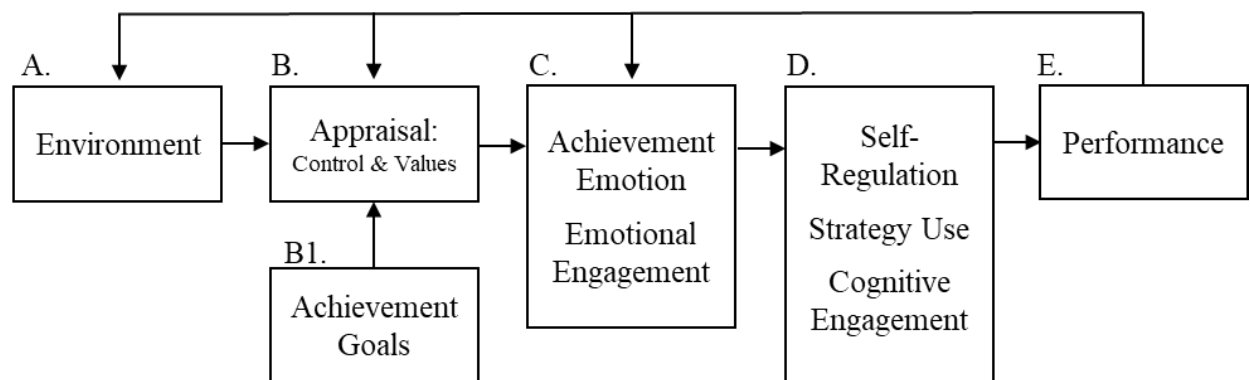 A.
Environment
B.
Appraisal:
Control & Values
B1.
Achievement
Goals
C.
Achievement
Emotion
Emotional
Engagement
D.
Self-
Regulation
Strategy Use
Cognitive
Engagement
E.
Performance